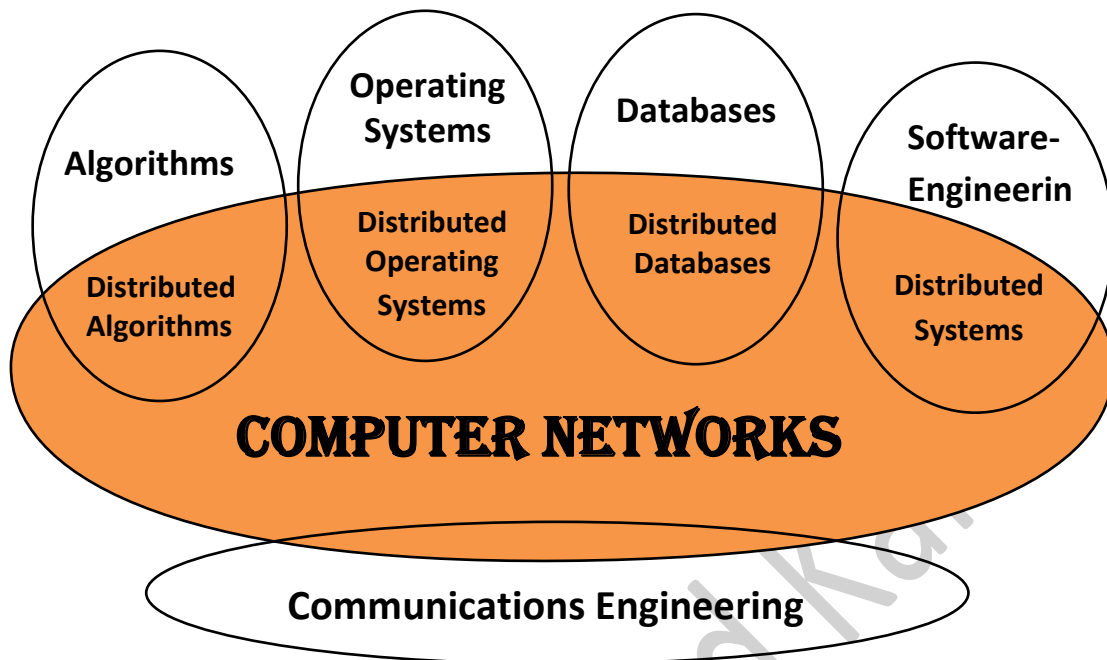 Algorithms
Operating
Systems
Databases
Software-
Engineerin
Distributed
Algorithms
Distributed
Operating
Systems
Distributed
Databases
Distributed
Systems
COMPUTER NETWORKS
Communications Engineering